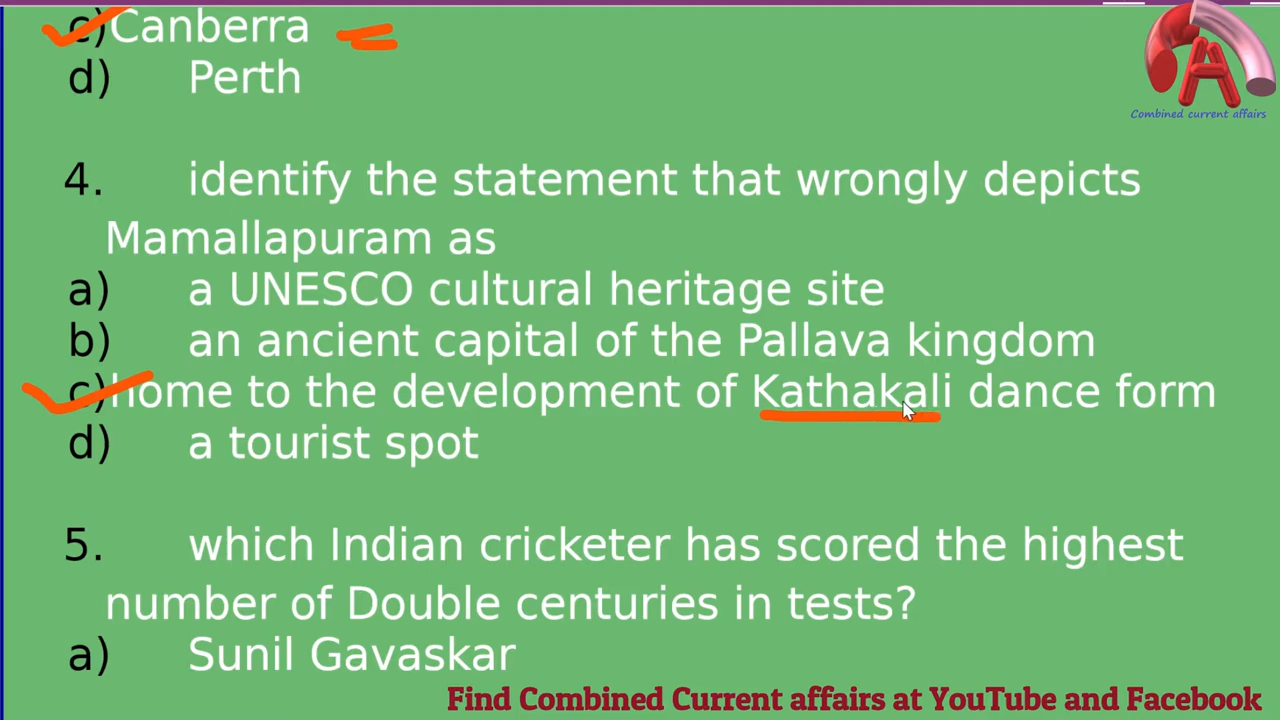 c) Canberra
d) Perth
Combined current affairs
4. identify the statement that wrongly depicts
Mamallapuram as
a) a UNESCO cultural heritage site
b) an ancient capital of the Pallava kingdom
c) home to the development of Kathakali dance form
d) a tourist spot
5. which Indian cricketer has scored the highest
number of Double centuries in tests?
a) Sunil Gavaskar
Find Combined Current affairs at YouTube and Facebook